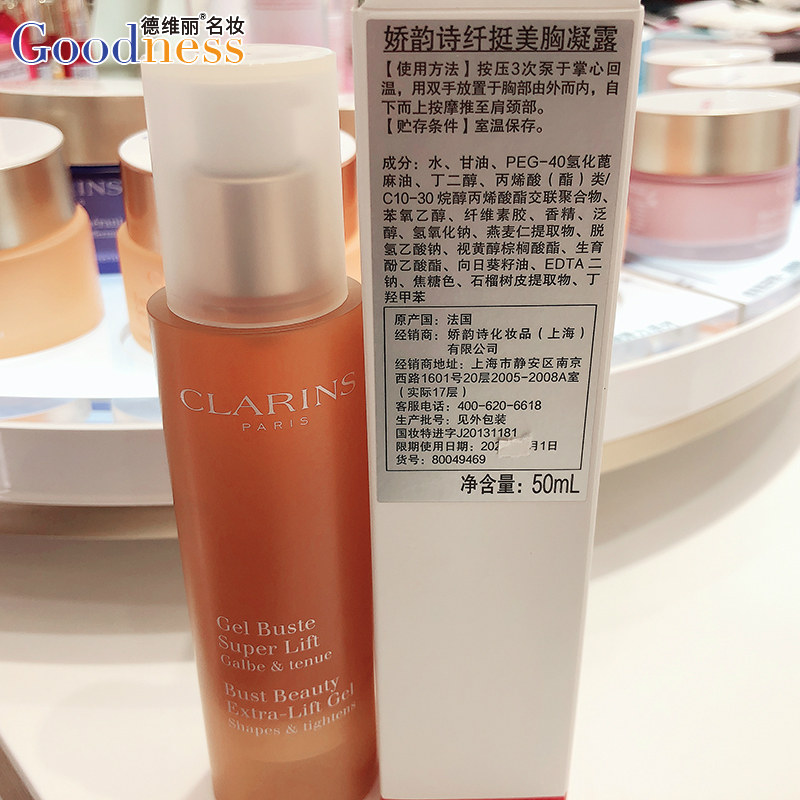 德维丽®名妆
Goodness
CLARINS
PARIS
Gel Buste
Super Lift
Galbe & tenue
Bust Beauty
Extra-Lift Gel
Shapes & tightens
娇韵诗纤挺美胸凝露
【使用方法】按压3次泵于掌心回
温，用双手放置于胸部由外而内，自
下而上按摩推至肩颈部。
【贮存条件】室温保存。
成分：水、甘油、PEG-40氢化蓖
麻油、丁二醇、丙烯酸（酯）类/
C10-30 烷醇丙烯酸酯交联聚合物、
苯氧乙醇、纤维素胶、香精、泛
醇、氢氧化钠、燕麦仁提取物、脱
氢乙酸钠、视黄醇棕榈酸酯、生育
酚乙酸酯、向日葵籽油、EDTA 二
钠、焦糖色、石榴树皮提取物、丁
羟甲苯
原产国：法国
经销商：娇韵诗化妆品（上海）
有限公司
经销商地址：上海市静安区南京
西路1601号20层2005-2008A室
（实际17层）
客服电话：400-620-6618
生产批号：见外包装
国妆特进字J20131181
限期使用日期：202 月1日
货号：80049469
净含量：50mL